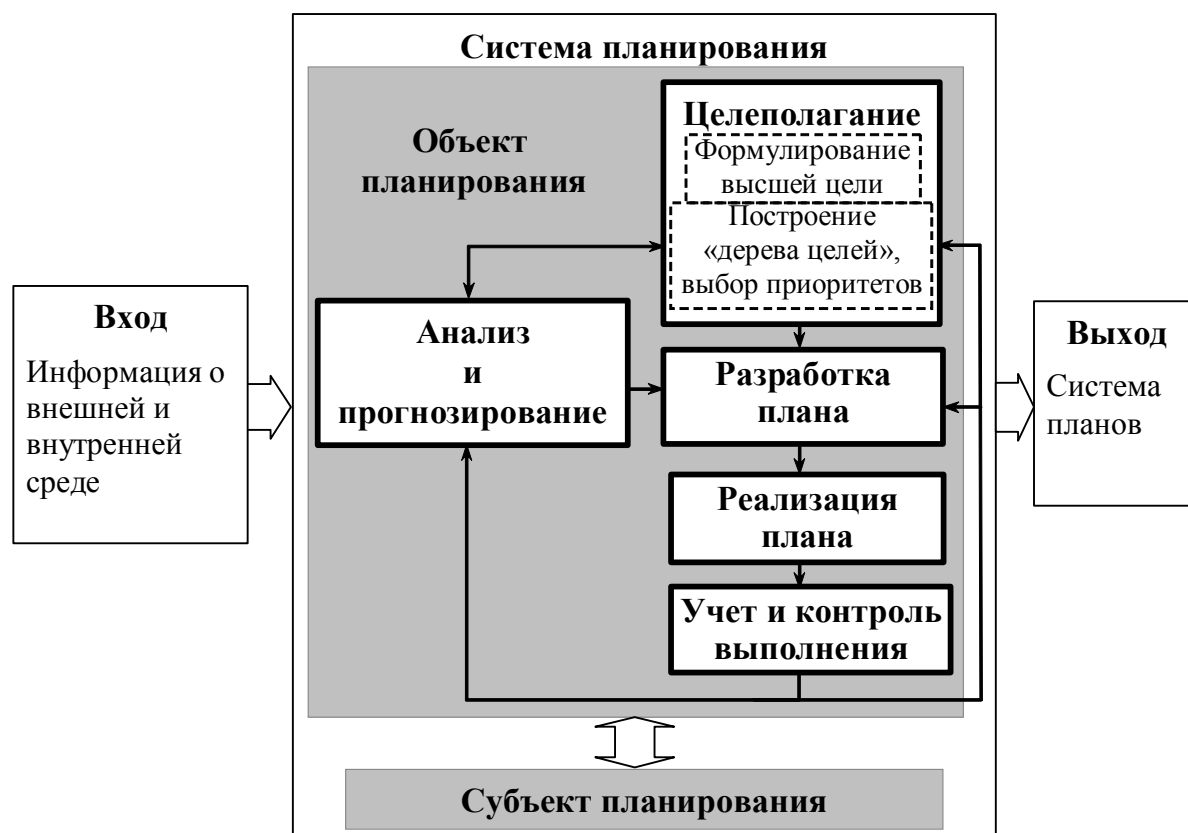 Система планирования
Объект
планирования
Целеполагание
Формулирование
высшей цели
Построение
«дерева целей»,
выбор приоритетов
Вход
Информация о
внешней и
внутренней
среде
Анализ
и
прогнозирование
Разработка
плана
Реализация
плана
Учет и контроль
выполнения
Выход
Система
планов
Субъект планирования